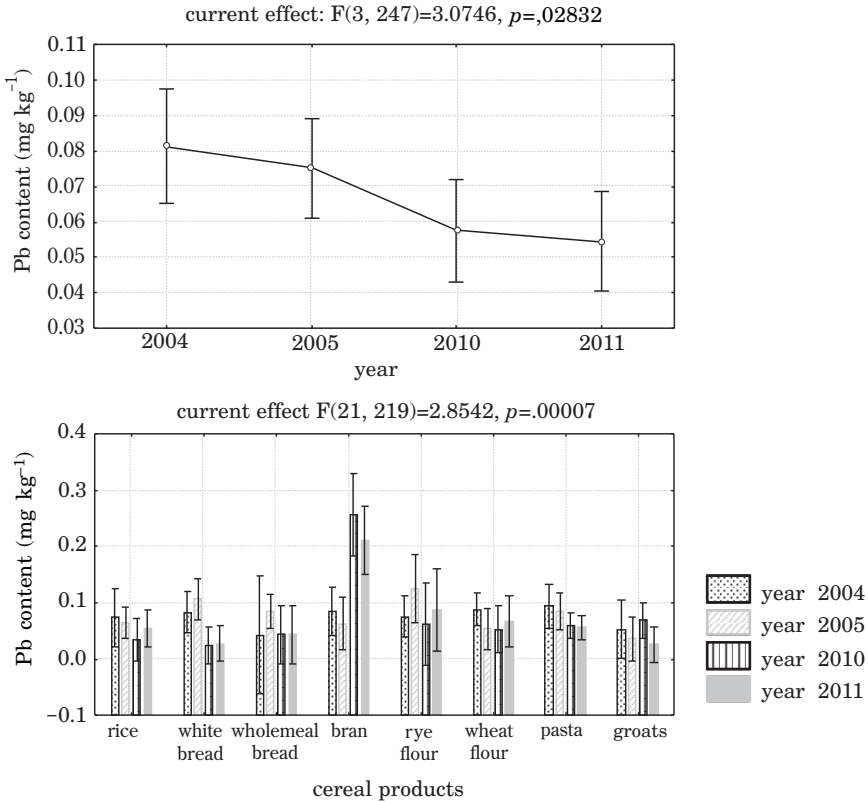 current effect: F(3, 247)=3.0746, p=,02832
0.11
0.10
0.09
0.08
0.07
0.06
0.05
0.04
0.03
Pb content (mg kg⁻¹)
2004 2005 2010 2011
year
current effect F(21, 219)=2.8542, p=.00007
0.4
0.3
0.2
0.1
0.0
–0.1
Pb content (mg kg⁻¹)
rice white wholemeal bran rye wheat pasta groats
bread bread flour flour
cereal products
year 2004
year 2005
year 2010
year 2011